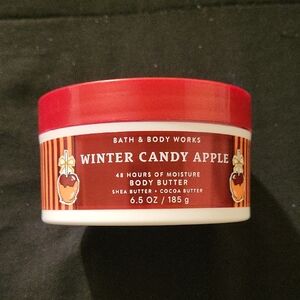 BATH & BODY WORKS
WINTER CANDY APPLE
48 HOURS OF MOISTURE
BODY BUTTER
SHEA BUTTER • COCOA BUTTER
6.5 OZ / 185 g